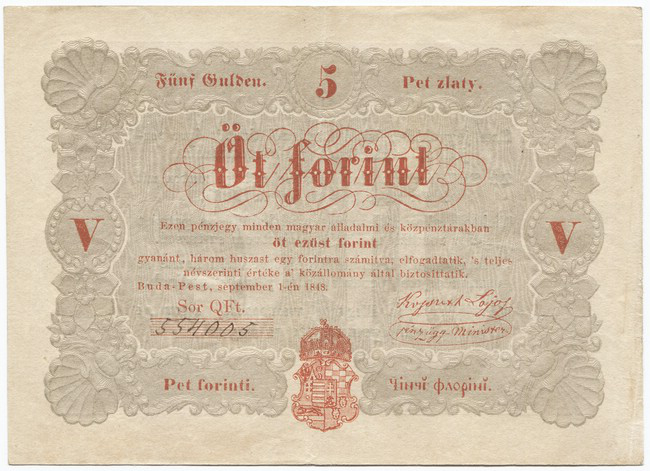 Fünf Gulden.
5
Pet zlaty.
Öt forint
V
V
Ezen pénzjegy minden magyar álladalmi és közpénztárakban
öt ezüst forint
gyanánt, három huszast egy forintra számitva, elfogadtatik, 's teljes
névszerinti értéke a' közállomány által biztosittatik.
Buda-Pest, september 1-én 1848.
Sor QFt.
554005
Kossuth Lajos
pénzügy Minister
Pet forinti.
Чінчі флоріні.